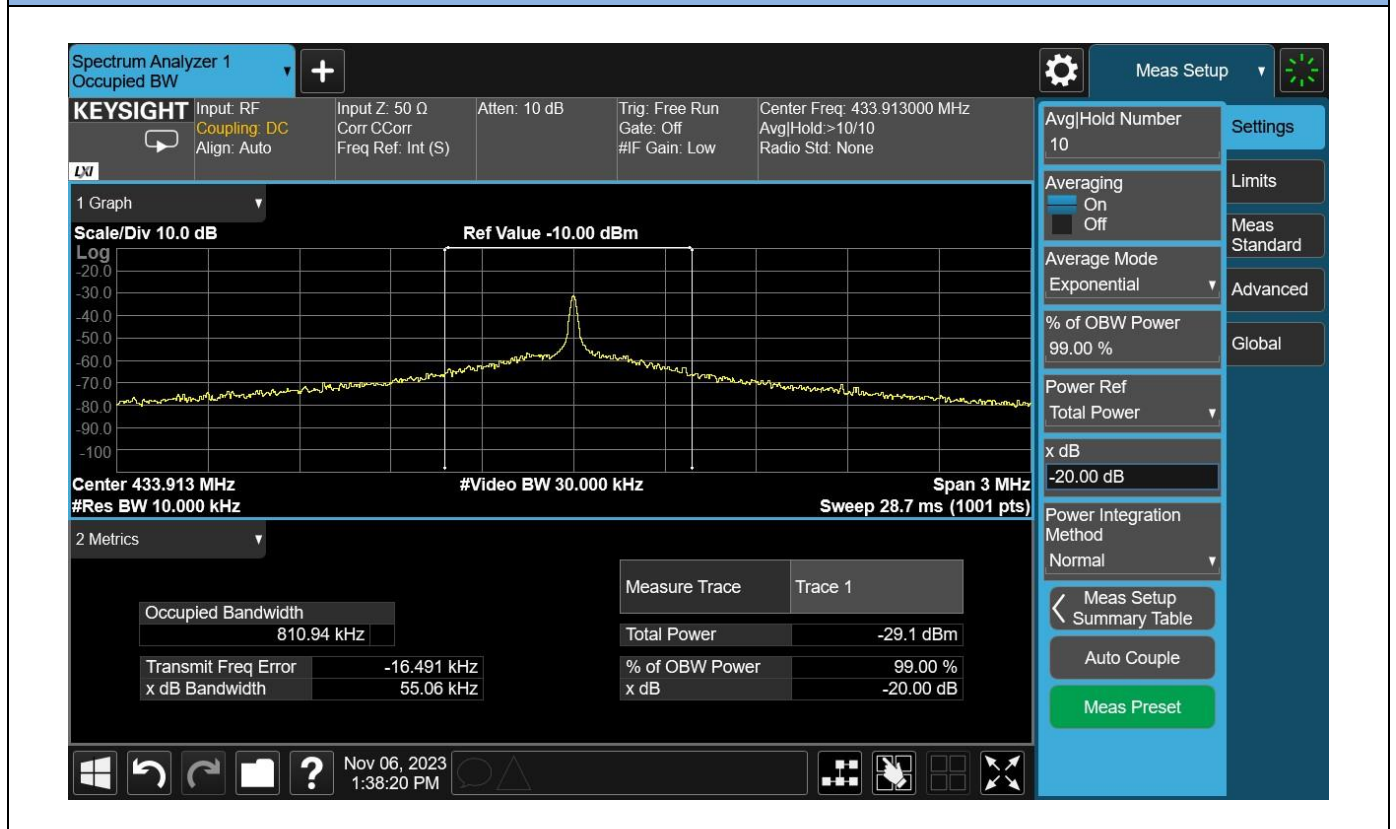 Spectrum Analyzer 1
Occupied BW
Meas Setup
KEYSIGHT
LXI
Input: RF
Coupling: DC
Align: Auto
Input Z: 50 Ω
Corr CCorr
Freq Ref: Int (S)
Atten: 10 dB
Trig: Free Run
Gate: Off
#IF Gain: Low
Center Freq: 433.913000 MHz
Avg|Hold:>10/10
Radio Std: None
1 Graph
Scale/Div 10.0 dB
Ref Value -10.00 dBm
Log
-20.0
-30.0
-40.0
-50.0
-60.0
-70.0
-80.0
-90.0
-100
Center 433.913 MHz
#Video BW 30.000 kHz
Span 3 MHz
#Res BW 10.000 kHz
Sweep 28.7 ms (1001 pts)
2 Metrics
Measure Trace
Trace 1
Occupied Bandwidth
810.94 kHz
Total Power
-29.1 dBm
Transmit Freq Error
-16.491 kHz
% of OBW Power
99.00 %
x dB Bandwidth
55.06 kHz
x dB
-20.00 dB
Avg|Hold Number
10
Averaging
On
Off
Average Mode
Exponential
% of OBW Power
99.00 %
Power Ref
Total Power
x dB
-20.00 dB
Power Integration
Method
Normal
Meas Setup
Summary Table
Auto Couple
Meas Preset
Settings
Limits
Meas
Standard
Advanced
Global
?
Nov 06, 2023
1:38:20 PM